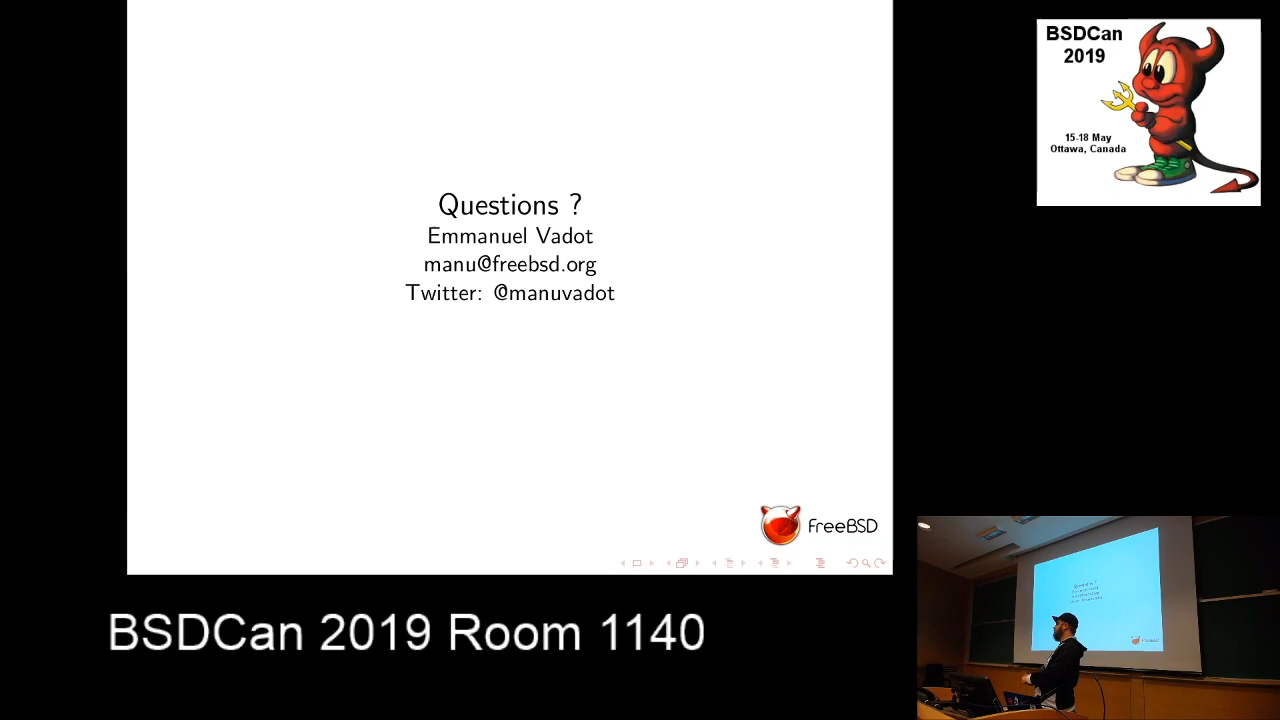 Questions ?
Emmanuel Vadot
manu@freebsd.org
Twitter: @manuvadot
FreeBSD
BSDCan
2019
15-18 May
Ottawa, Canada
BSDCan 2019 Room 1140
Questions ?